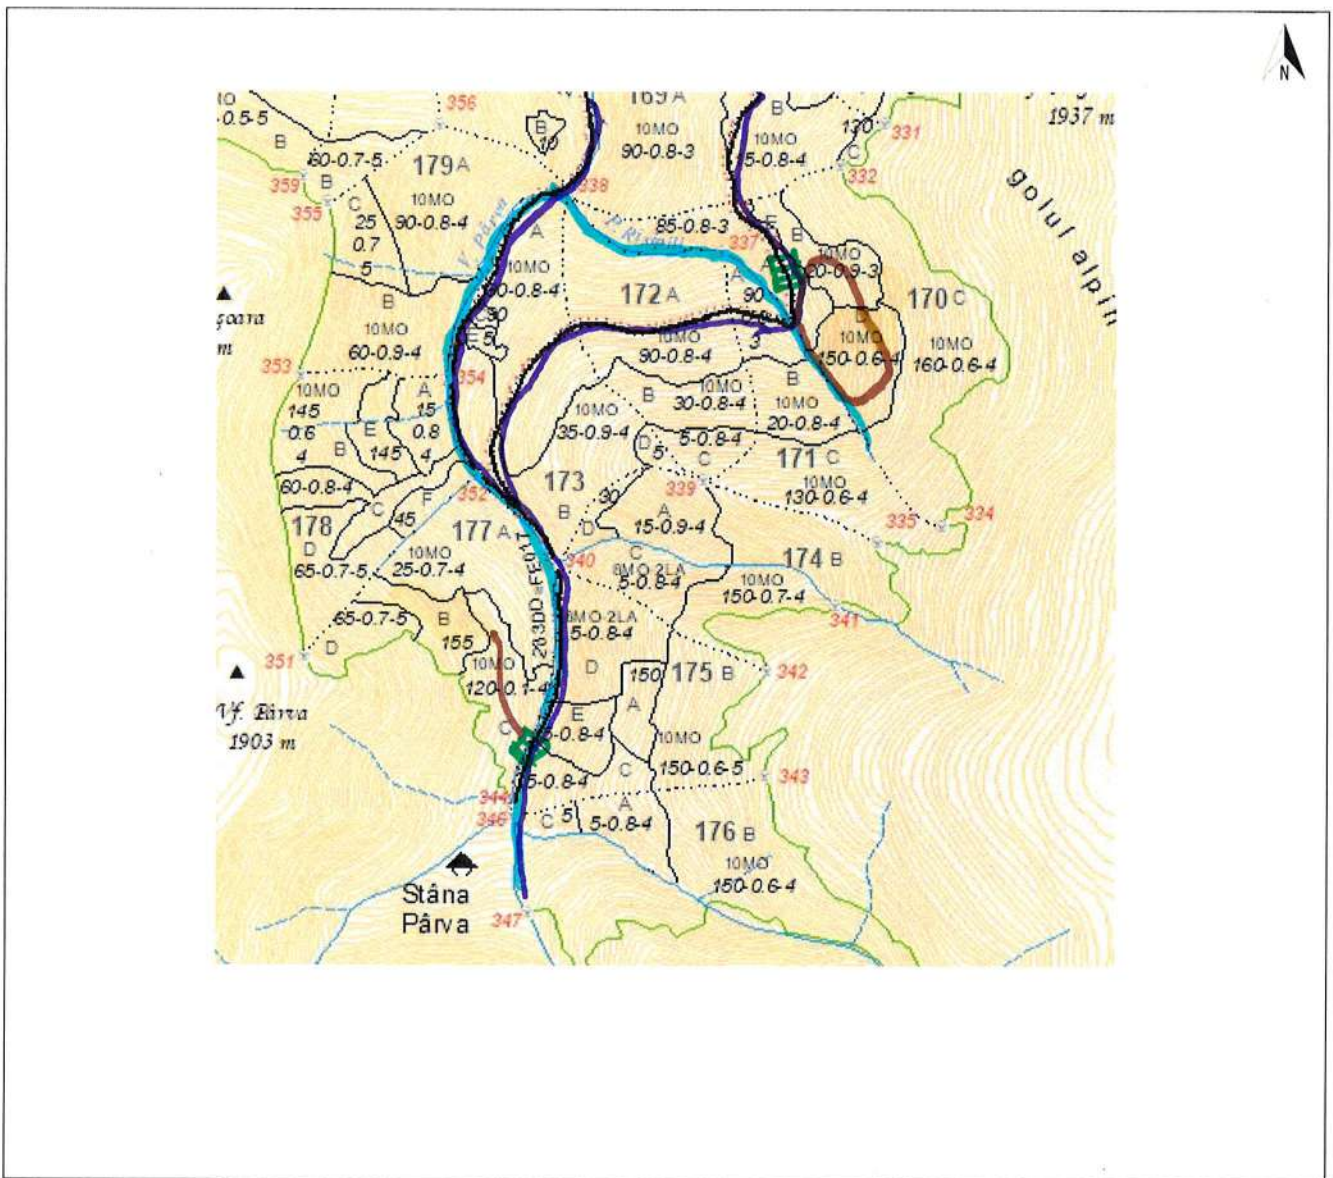 N
356
169 A
10MO
90-0.8-3
B
10
B
10MO
5-0.8-4
130
331
1937 m
C
332
0.5-5
B
60-0.7-5
359
B
355
179 A
10MO
90-0.8-4
C
25
0.7
5
338
V. Pârva
A
85-0.8-3
337
B
10MO
20-0.9-3
golul alpin
10MO
172 A
A
90
170 C
10MO
160-0.6-4
șoara
m
B
10MO
60-0.9-4
E
5
10MO
90-0.8-4
3
D
10MO
150-0.6-4
353
354
10MO
145
0.6
4
B
E
145
A
15
0.8
4
B
10MO
30-0.8-4
B
10MO
20-0.8-4
10MO
35-0.9-4
D
5
5-0.8-4
C
171 C
10MO
130-0.6-4
60-0.8-4
C
F
45
352
173
B
30
D
339
A
15-0.9-4
335
334
178
D
65-0.7-5
177 A
10MO
25-0.7-4
340
C
8MO 2LA
5-0.8-4
174 B
10MO
150-0.7-4
341
65-0.7-5
D
351
B
155
8MO 2LA
5-0.8-4
D
150
175 B
342
10MO
120-0.1-4
C
Vf. Pârva
1903 m
E
5-0.8-4
A
10MO
150-0.6-5
C
343
5-0.8-4
344
346
C
5
A
5-0.8-4
176 B
10MO
150-0.6-4
Stâna
Pârva
347